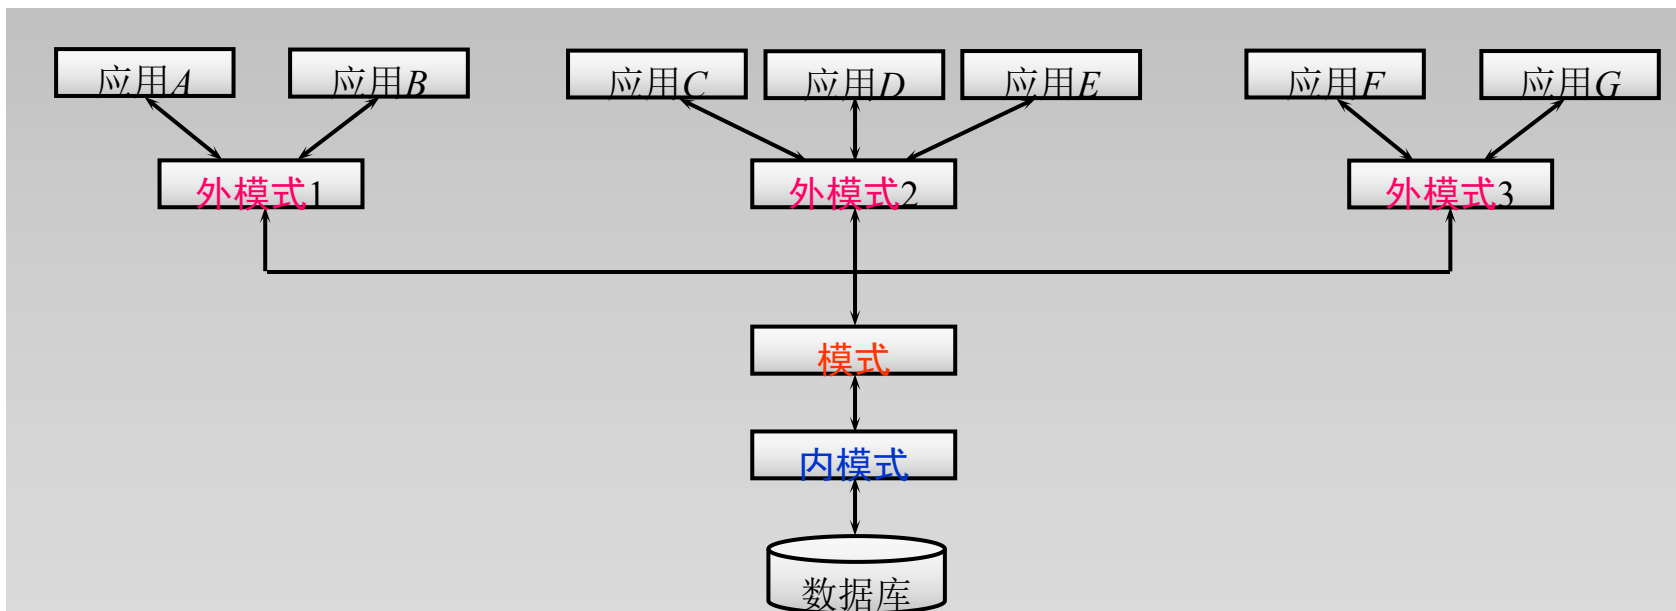 应用A
应用B
应用C
应用D
应用E
应用F
应用G
外模式1
外模式2
外模式3
模式
内模式
数据库